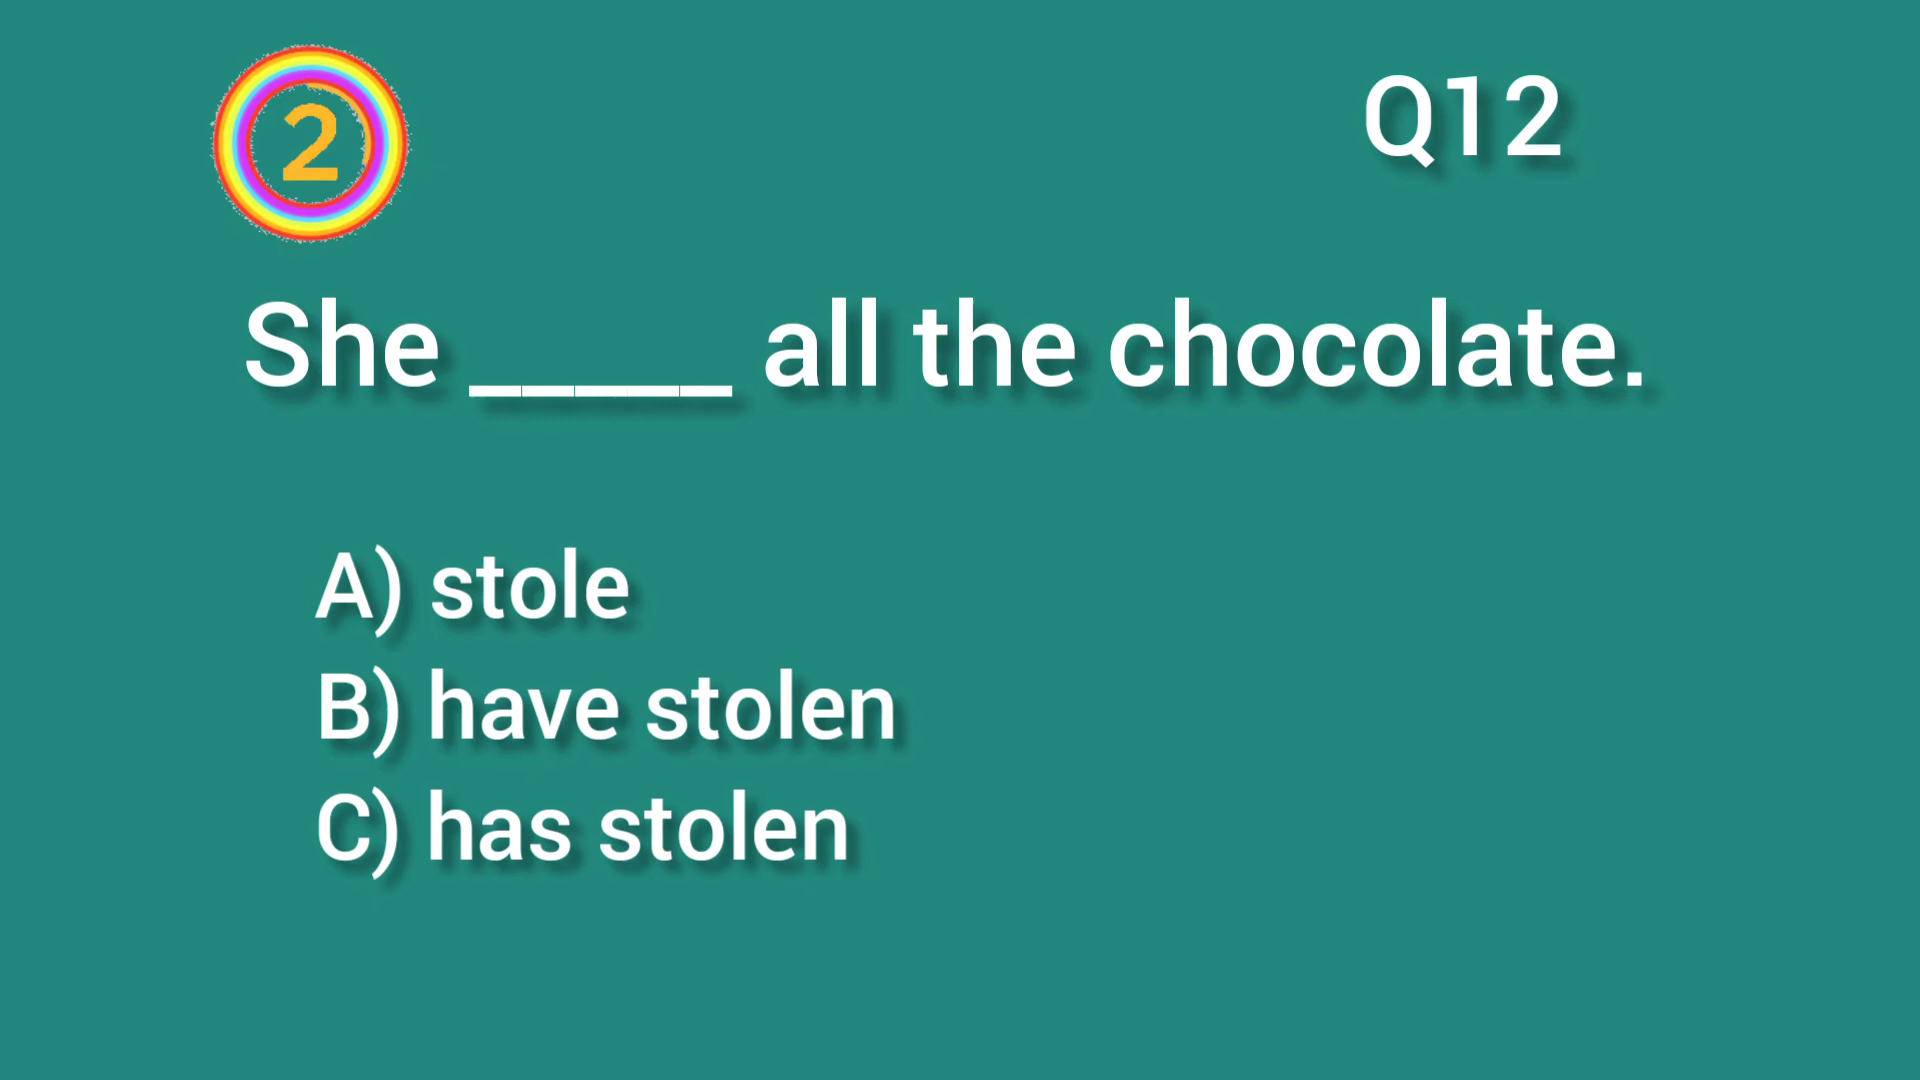 2
Q12
She _____ all the chocolate.
A) stole
B) have stolen
C) has stolen